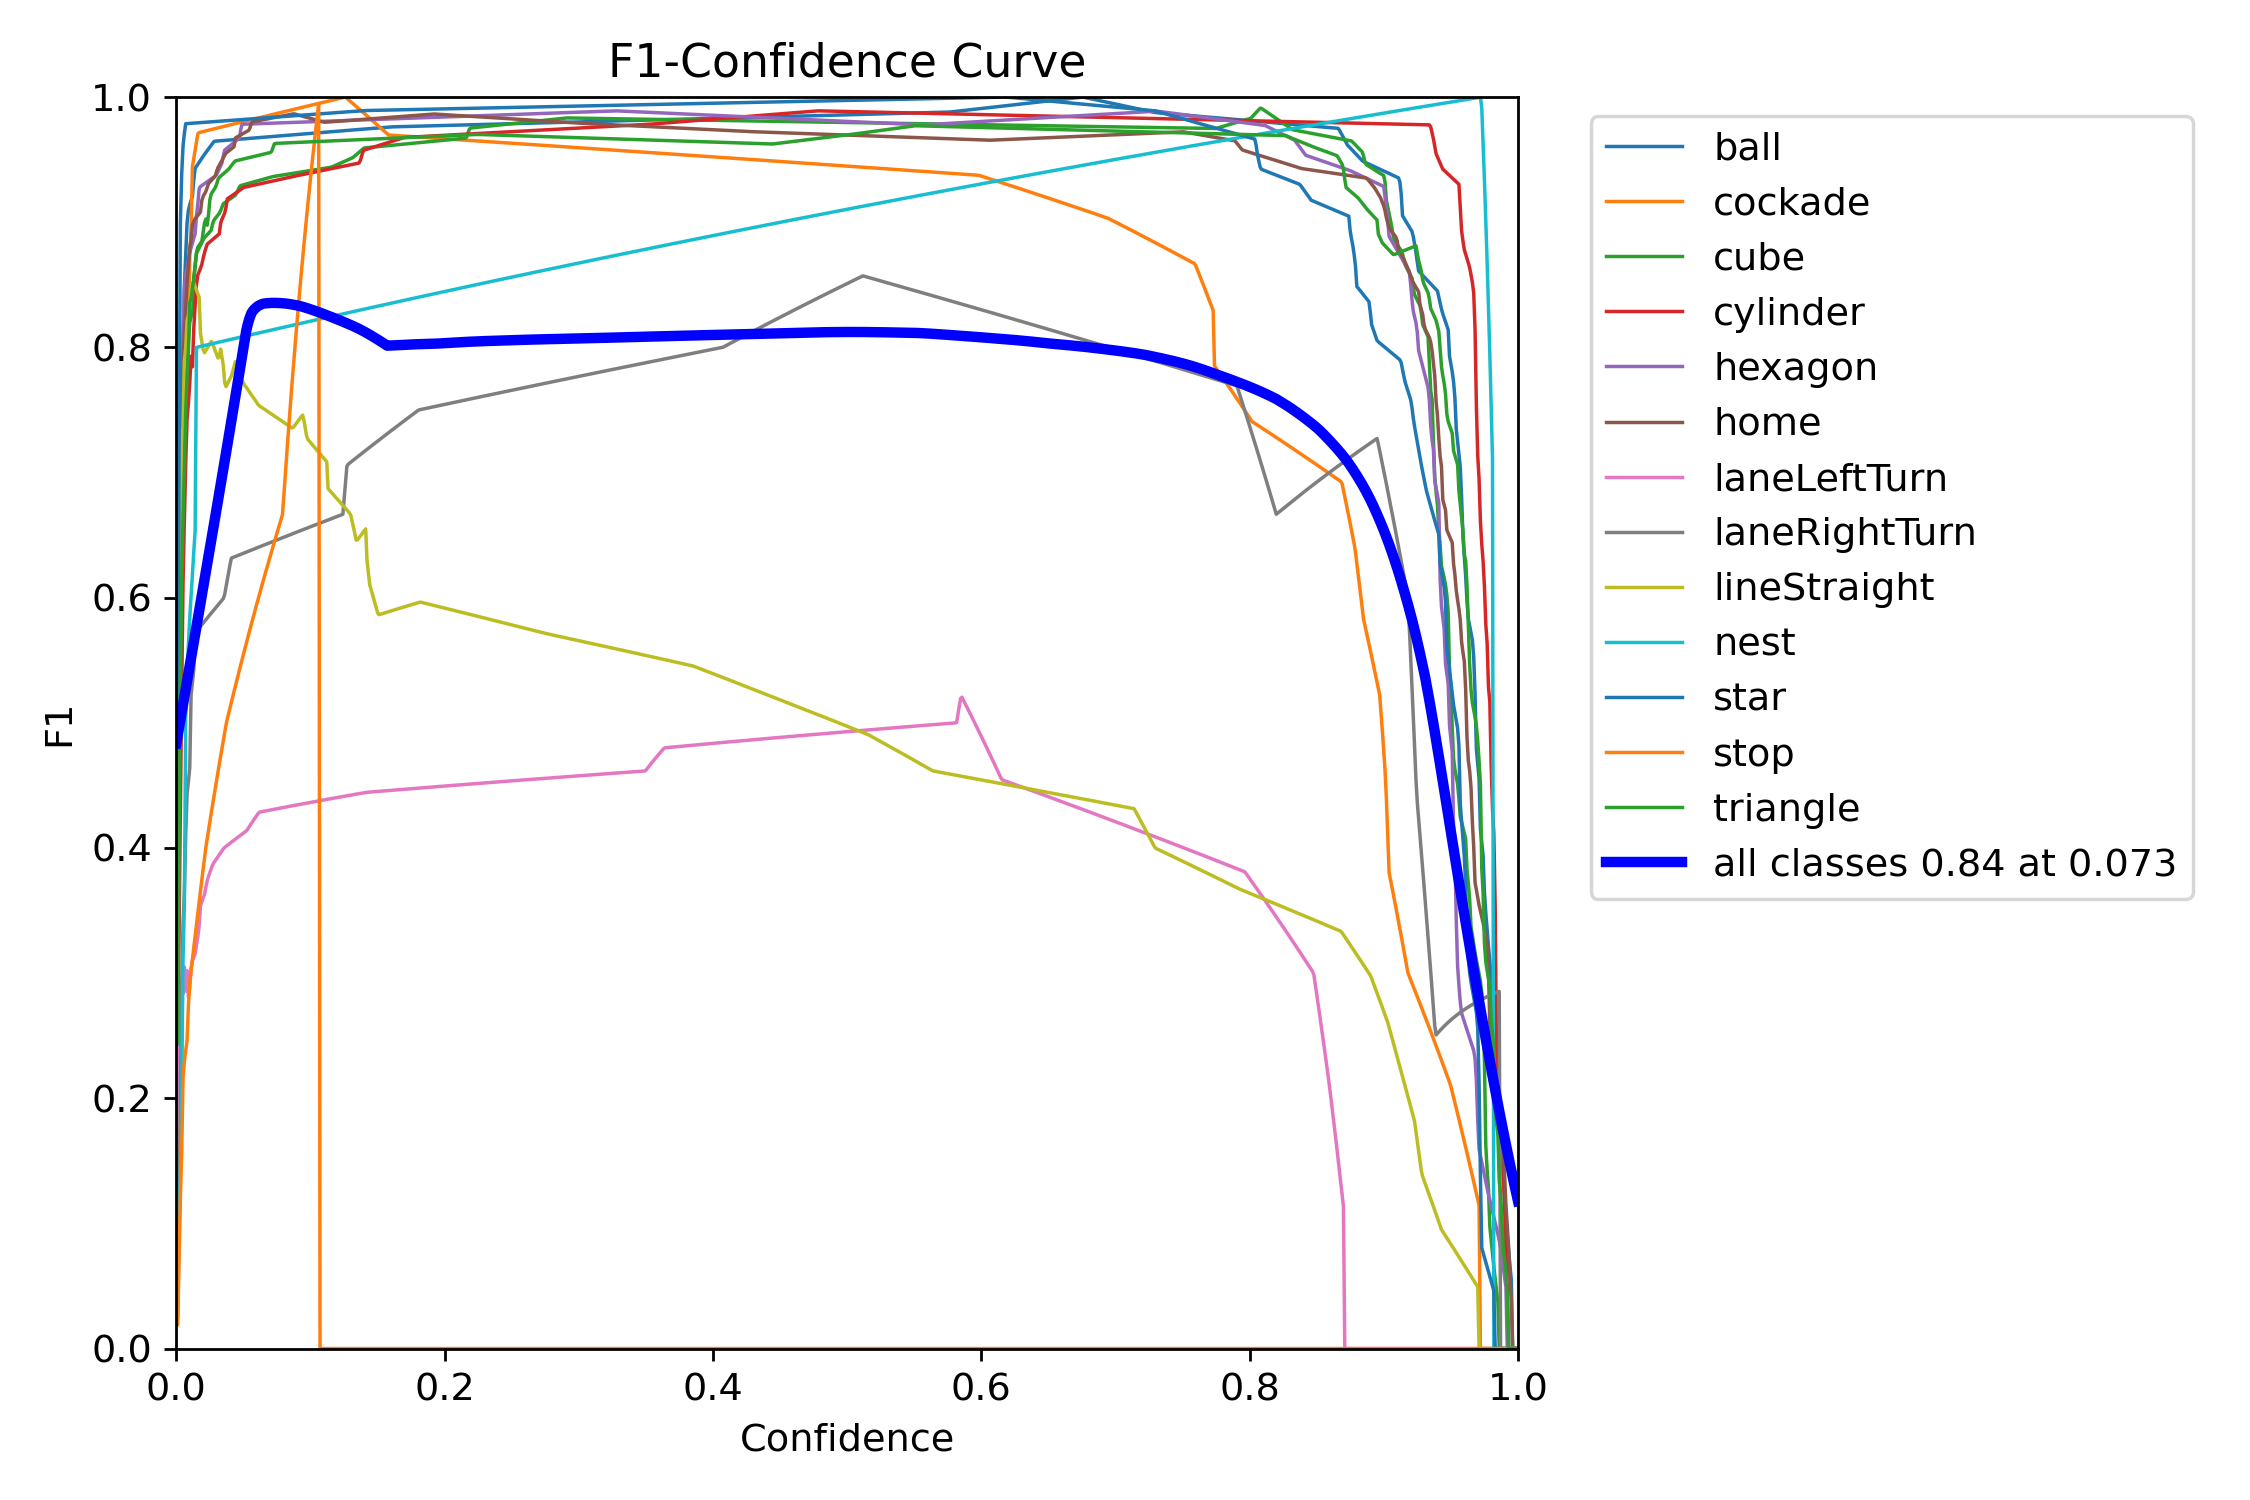 F1-Confidence Curve
1.0
0.8
0.6
0.4
0.2
0.0
F1
0.0 0.2 0.4 0.6 0.8 1.0
Confidence
ball
cockade
cube
cylinder
hexagon
home
laneLeftTurn
laneRightTurn
lineStraight
nest
star
stop
triangle
all classes 0.84 at 0.073